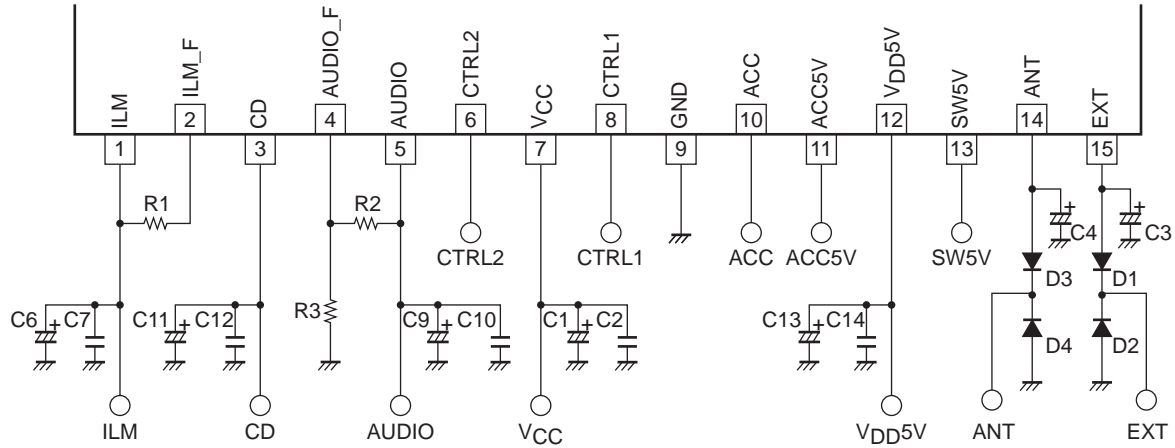 ILM
ILM_F
CD
AUDIO_F
AUDIO
CTRL2
VCC
CTRL1
GND
ACC
ACC5V
VDD5V
SW5V
ANT
EXT
2 4 6 8 10 12 14
1 3 5 7 9 11 13 15
R1 R2 + C4 + C3
CTRL2 CTRL1 ACC ACC5V SW5V
D3 D1
R3
C6 + C7 C11 + C12 C9 + C10 C1 + C2 C13 + C14
D4 D2
ILM CD AUDIO VCC VDD5V ANT EXT